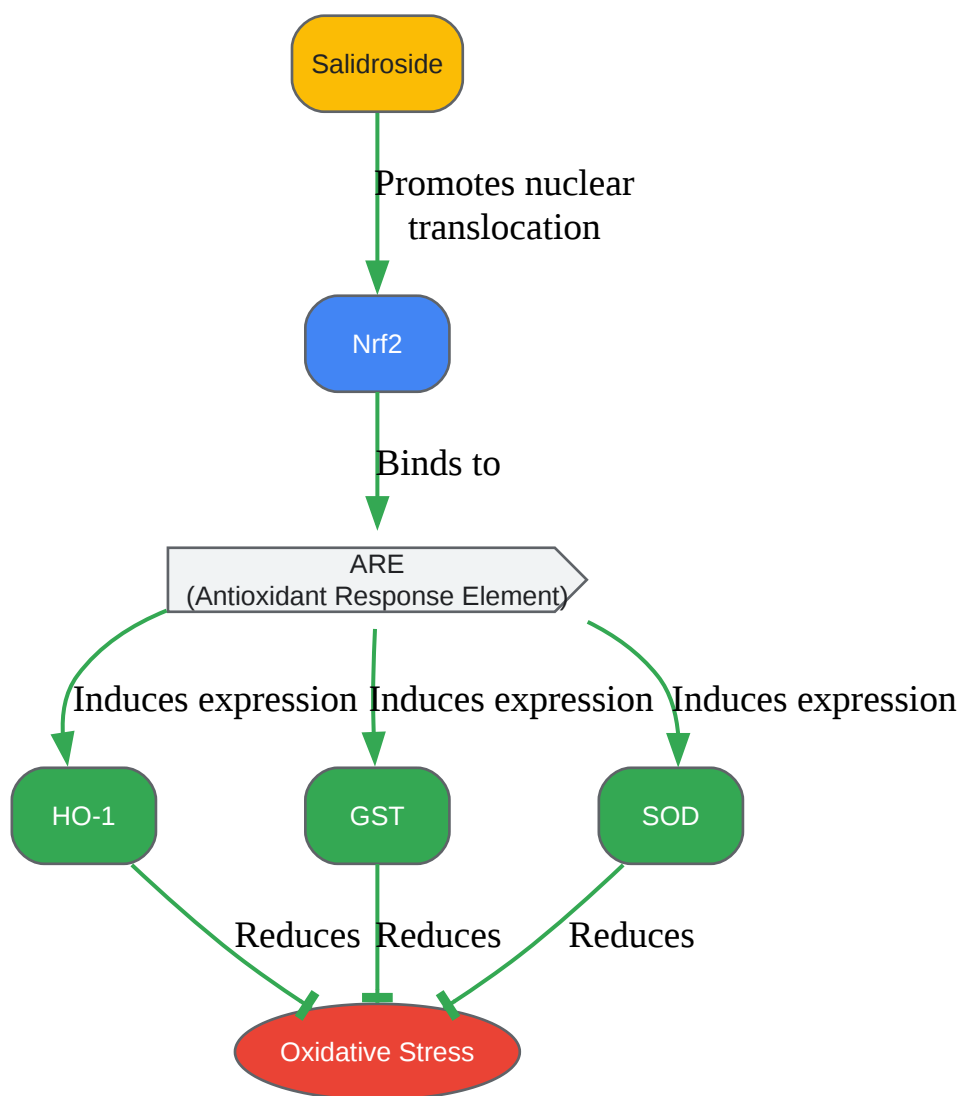 Salidroside
Promotes nuclear
translocation
Nrf2
Binds to
ARE
(Antioxidant Response Element)
Induces expression
Induces expression
Induces expression
HO-1
GST
SOD
Reduces
Reduces
Reduces
Oxidative Stress